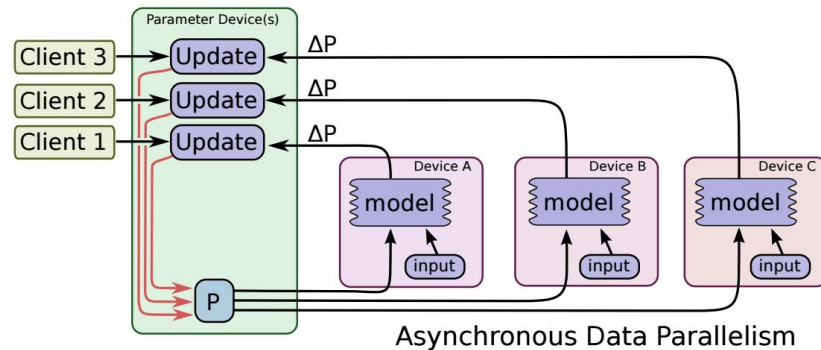 Parameter Device(s)
Client 3
Update
ΔP
Client 2
Update
ΔP
Client 1
Update
ΔP
Device A
Device B
Device C
model
model
model
input
input
input
P
Asynchronous Data Parallelism